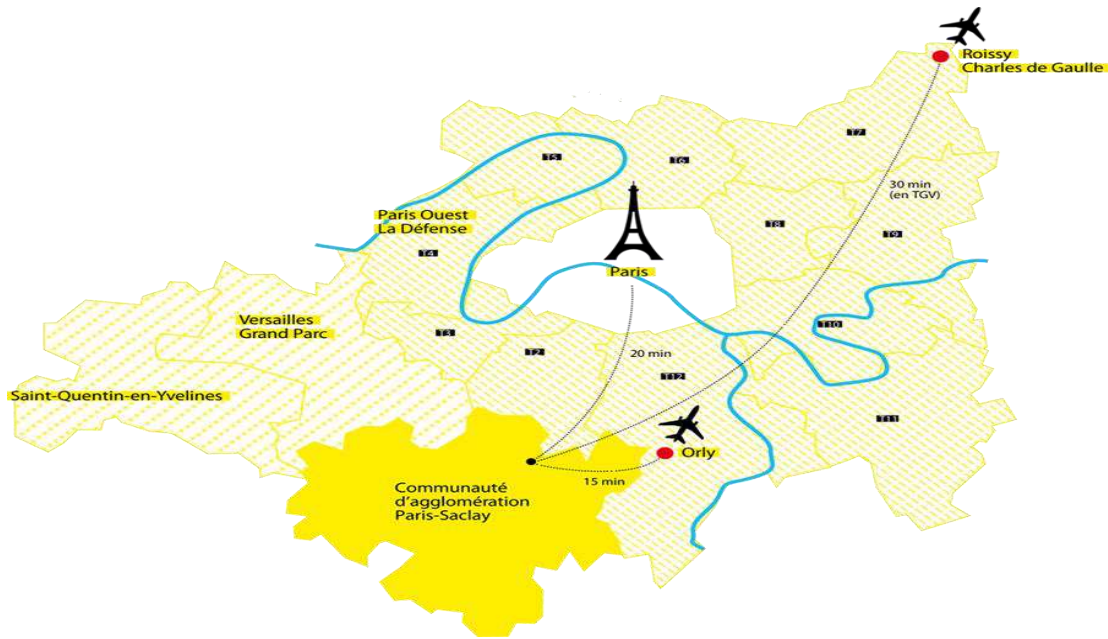 Roissy
Charles de Gaulle
T7
T5
T6
30 min
(en TGV)
Paris Ouest
La Défense
T8
T9
T4
Paris
Versailles
Grand Parc
T3
T2
T10
20 min
T12
Saint-Quentin-en-Yvelines
T11
Orly
15 min
Communauté
d'agglomération
Paris-Saclay